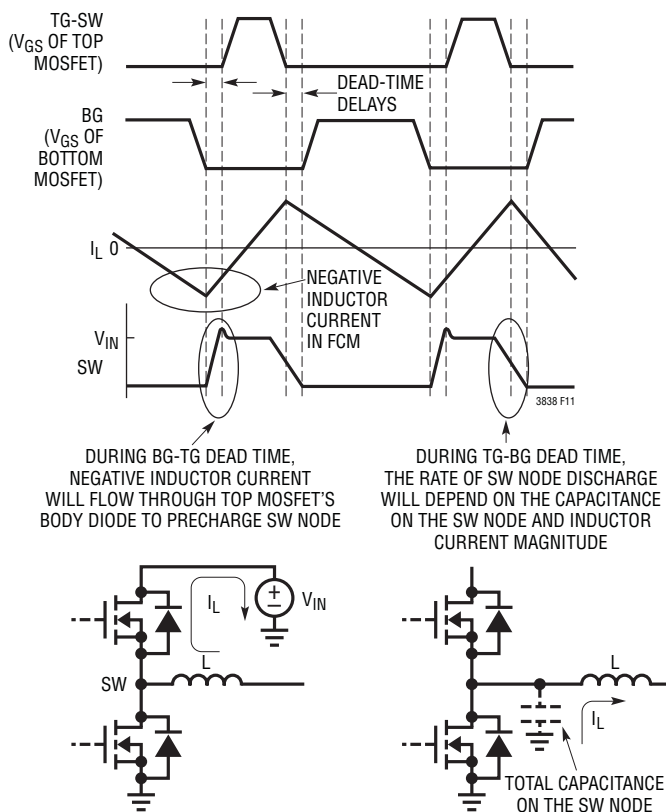 TG-SW
(VGS OF TOP
MOSFET)
DEAD-TIME
DELAYS
BG
(VGS OF
BOTTOM
MOSFET)
IL 0
NEGATIVE
INDUCTOR
CURRENT
IN FCM
VIN
SW
3838 F11
DURING BG-TG DEAD TIME,
NEGATIVE INDUCTOR CURRENT
WILL FLOW THROUGH TOP MOSFET'S
BODY DIODE TO PRECHARGE SW NODE
DURING TG-BG DEAD TIME,
THE RATE OF SW NODE DISCHARGE
WILL DEPEND ON THE CAPACITANCE
ON THE SW NODE AND INDUCTOR
CURRENT MAGNITUDE
IL
+
−
VIN
L
SW
L
IL
TOTAL CAPACITANCE
ON THE SW NODE